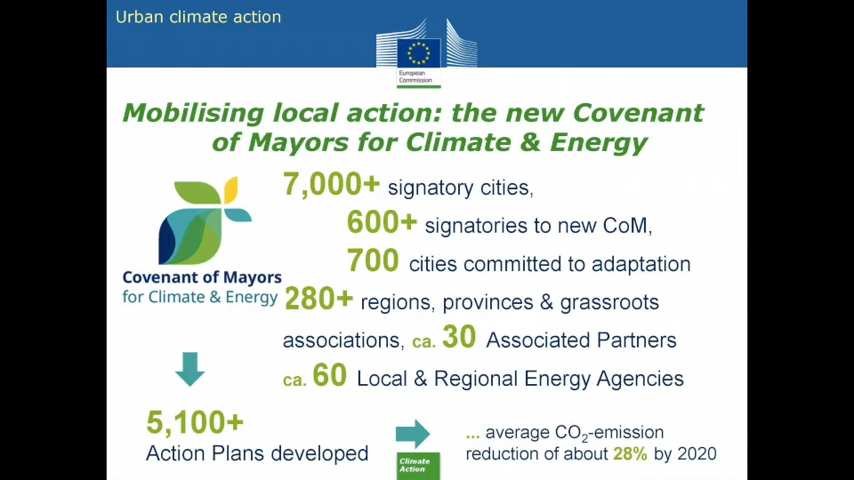 Urban climate action
European
Commission
Mobilising local action: the new Covenant
of Mayors for Climate & Energy
7,000+ signatory cities,
600+ signatories to new CoM,
700 cities committed to adaptation
Covenant of Mayors
for Climate & Energy
280+ regions, provinces & grassroots
associations, ca. 30 Associated Partners
ca. 60 Local & Regional Energy Agencies
5,100+
Action Plans developed
... average CO₂-emission
reduction of about 28% by 2020
Climate
Action